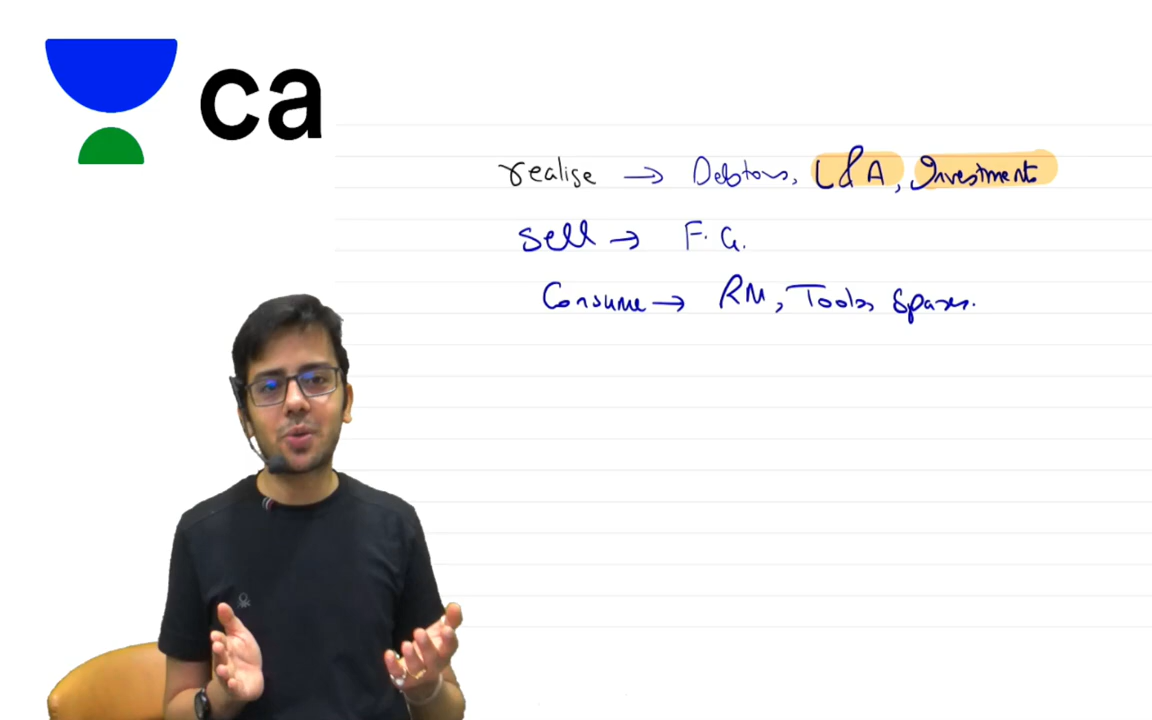 ca
realise → Debtors, L&A, Investment
Sell → F.G.
Consume → RM, Tools, Spares.